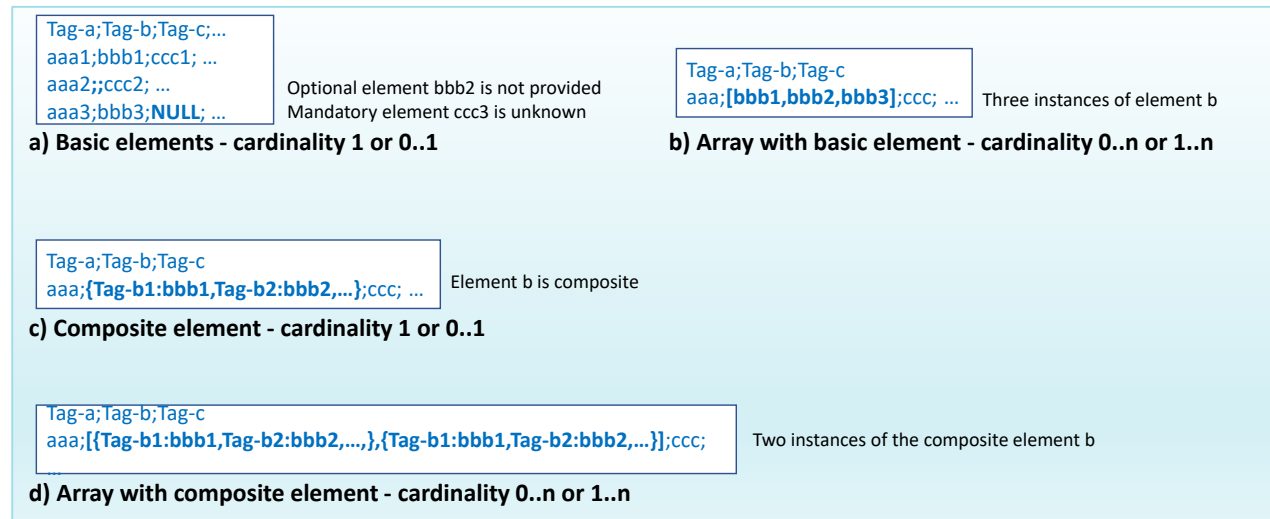 Tag-a;Tag-b;Tag-c;...
aaa1;bbb1;ccc1; ...
aaa2;;ccc2; ...
aaa3;bbb3;NULL; ...
Optional element bbb2 is not provided
Mandatory element ccc3 is unknown
a) Basic elements - cardinality 1 or 0..1
Tag-a;Tag-b;Tag-c
aaa;[bbb1,bbb2,bbb3];ccc; ...
Three instances of element b
b) Array with basic element - cardinality 0..n or 1..n
Tag-a;Tag-b;Tag-c
aaa;{Tag-b1:bbb1,Tag-b2:bbb2,...};ccc; ...
Element b is composite
c) Composite element - cardinality 1 or 0..1
Tag-a;Tag-b;Tag-c
aaa;[{Tag-b1:bbb1,Tag-b2:bbb2,...,},{Tag-b1:bbb1,Tag-b2:bbb2,...}];ccc;
...
Two instances of the composite element b
d) Array with composite element - cardinality 0..n or 1..n